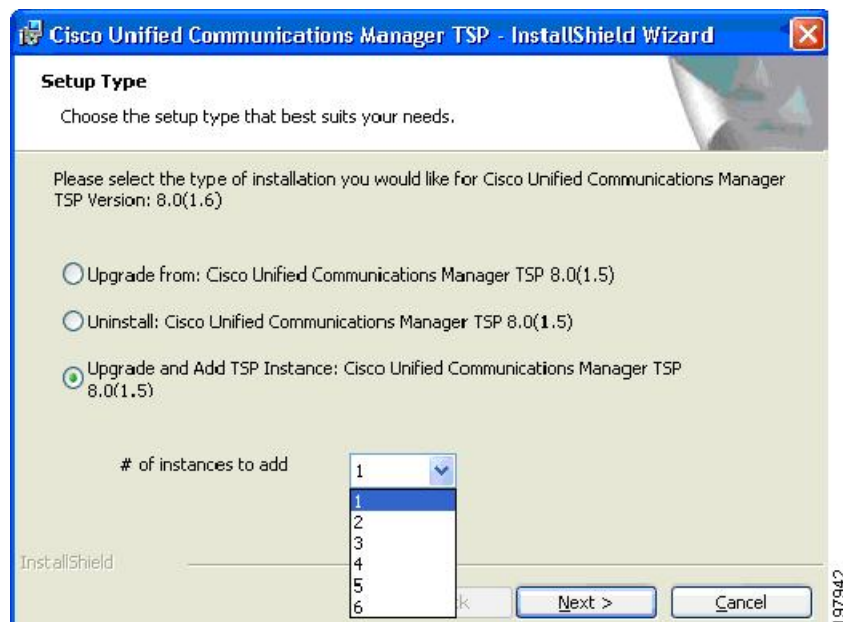 Cisco Unified Communications Manager TSP - InstallShield Wizard
Setup Type
Choose the setup type that best suits your needs.
Please select the type of installation you would like for Cisco Unified Communications Manager
TSP Version: 8.0(1.6)
Upgrade from: Cisco Unified Communications Manager TSP 8.0(1.5)
Uninstall: Cisco Unified Communications Manager TSP 8.0(1.5)
Upgrade and Add TSP Instance: Cisco Unified Communications Manager TSP
8.0(1.5)
# of instances to add
1
1
2
3
4
5
6
InstallShield
Next >
Cancel
197942